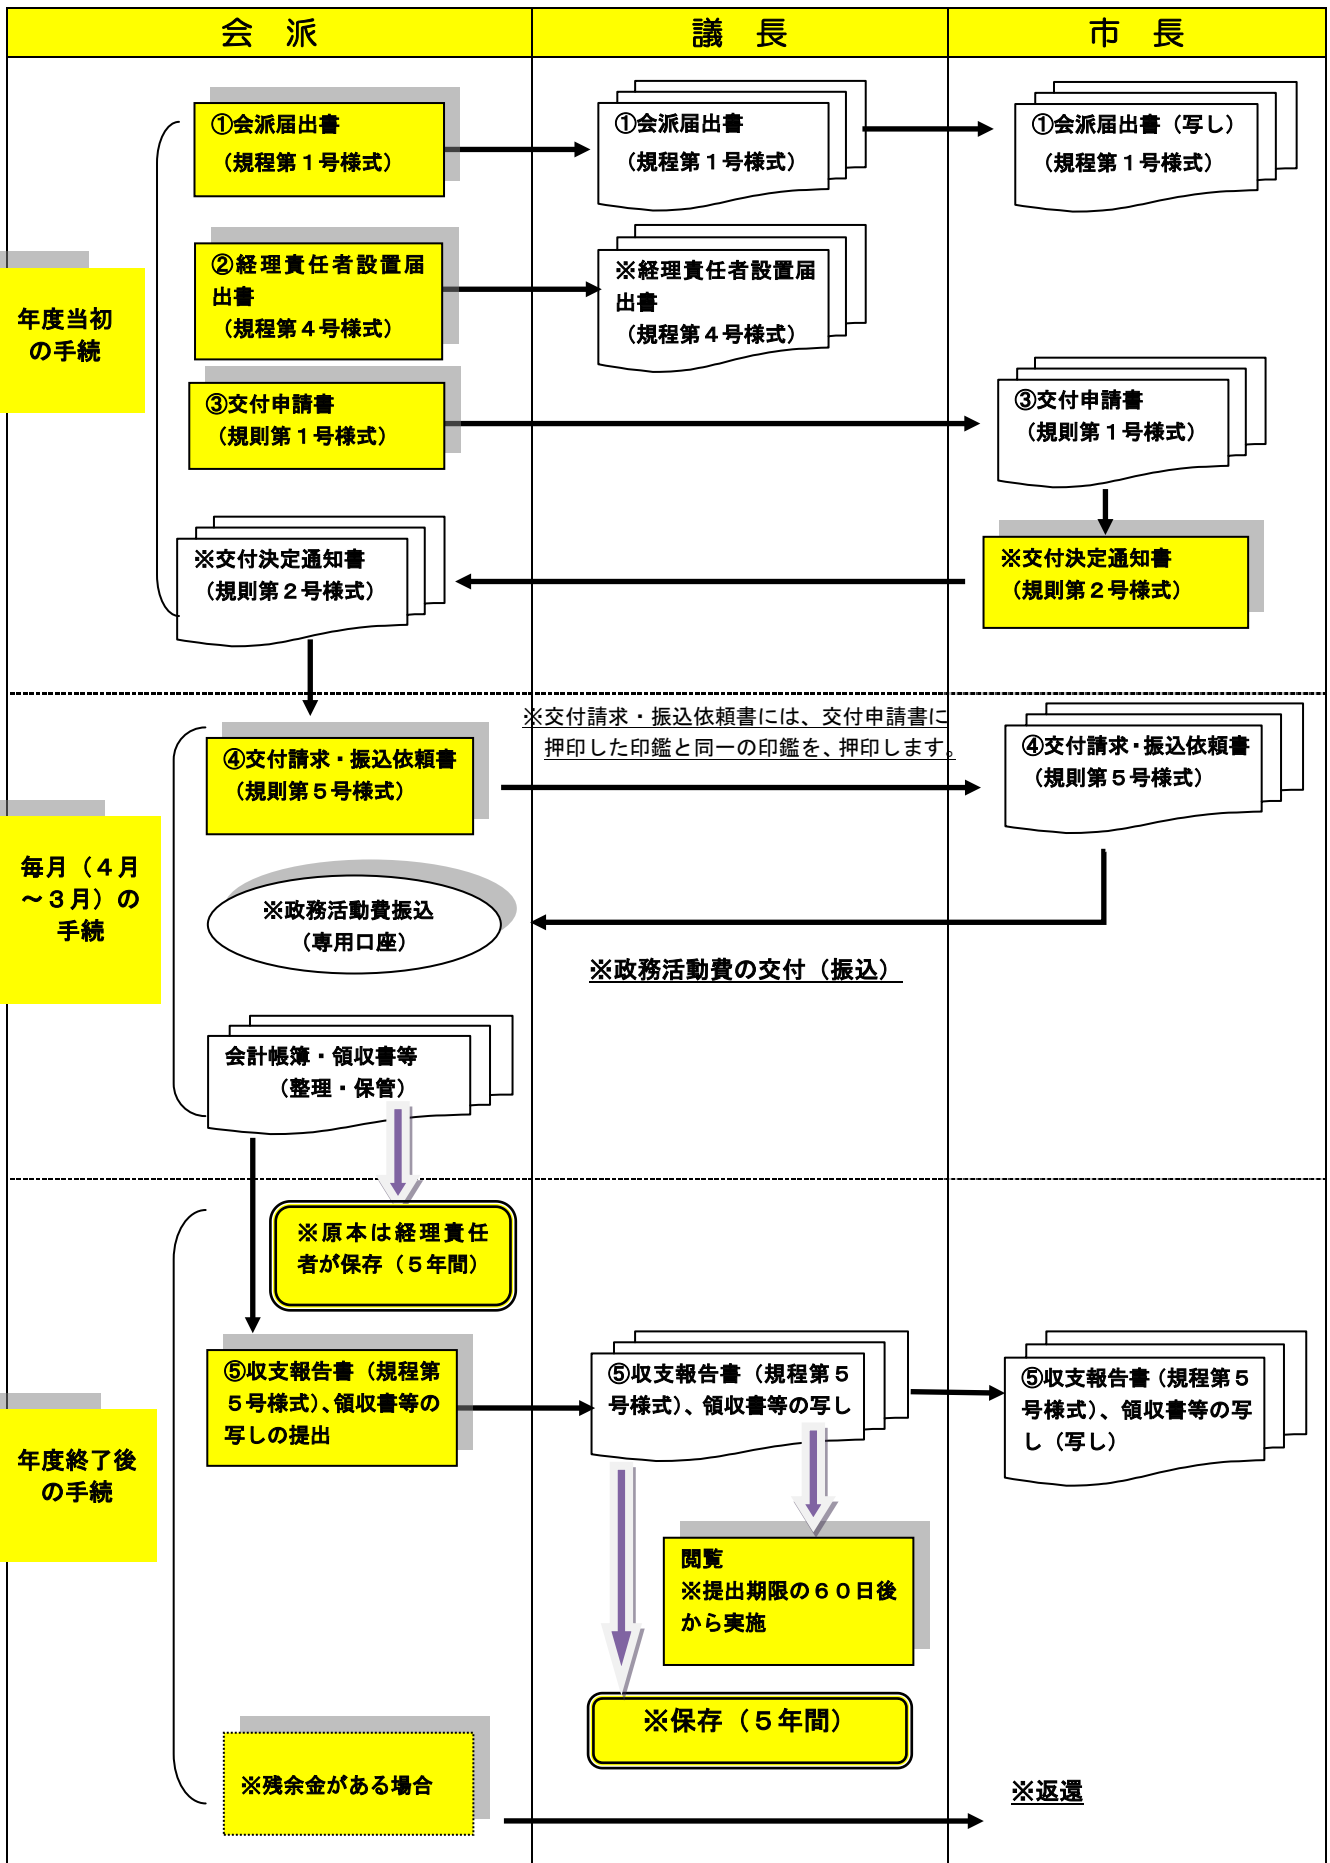 会　派
議　長
市　長
年度当初
の手続
①会派届出書
（規程第１号様式）
①会派届出書
（規程第１号様式）
①会派届出書（写し）
（規程第１号様式）
②経理責任者設置届
出書
（規程第４号様式）
※経理責任者設置届
出書
（規程第４号様式）
③交付申請書
（規則第１号様式）
③交付申請書
（規則第１号様式）
※交付決定通知書
（規則第２号様式）
※交付決定通知書
（規則第２号様式）
毎月（４月
～３月）の
手続
④交付請求・振込依頼書
（規則第５号様式）
※交付請求・振込依頼書には、交付申請書に
押印した印鑑と同一の印鑑を、押印します。
④交付請求・振込依頼書
（規則第５号様式）
※政務活動費振込
（専用口座）
※政務活動費の交付（振込）
会計帳簿・領収書等
（整理・保管）
年度終了後
の手続
※原本は経理責任
者が保存（５年間）
⑤収支報告書（規程第
５号様式）、領収書等の
写しの提出
⑤収支報告書（規程第５
号様式）、領収書等の写し
⑤収支報告書（規程第５
号様式）、領収書等の写
し（写し）
閲覧
※提出期限の６０日後
から実施
※保存（５年間）
※残余金がある場合
※返還